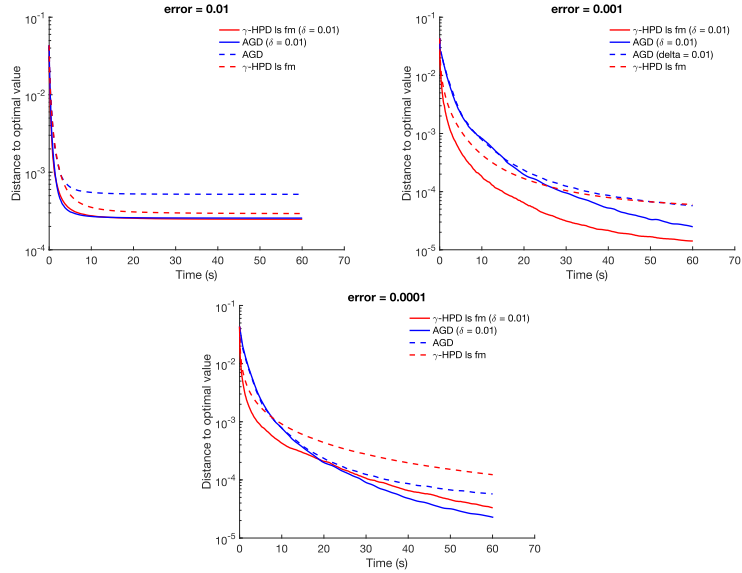 error = 0.01
γ-HPD ls fm (δ = 0.01)
AGD (δ = 0.01)
AGD
γ-HPD ls fm
Distance to optimal value
10^-1
10^-1
10^-2
10^-3
10^-4
0 10 20 30 40 50 60 70
Time (s)
error = 0.001
γ-HPD ls fm (δ = 0.01)
AGD (δ = 0.01)
AGD (delta = 0.01)
γ-HPD ls fm
Distance to optimal value
10^-1
10^-2
10^-3
10^-4
10^-5
0 10 20 30 40 50 60 70
Time (s)
error = 0.0001
γ-HPD ls fm (δ = 0.01)
AGD (δ = 0.01)
AGD
γ-HPD ls fm
Distance to optimal value
10^-1
10^-2
10^-3
10^-4
10^-5
0 10 20 30 40 50 60 70
Time (s)